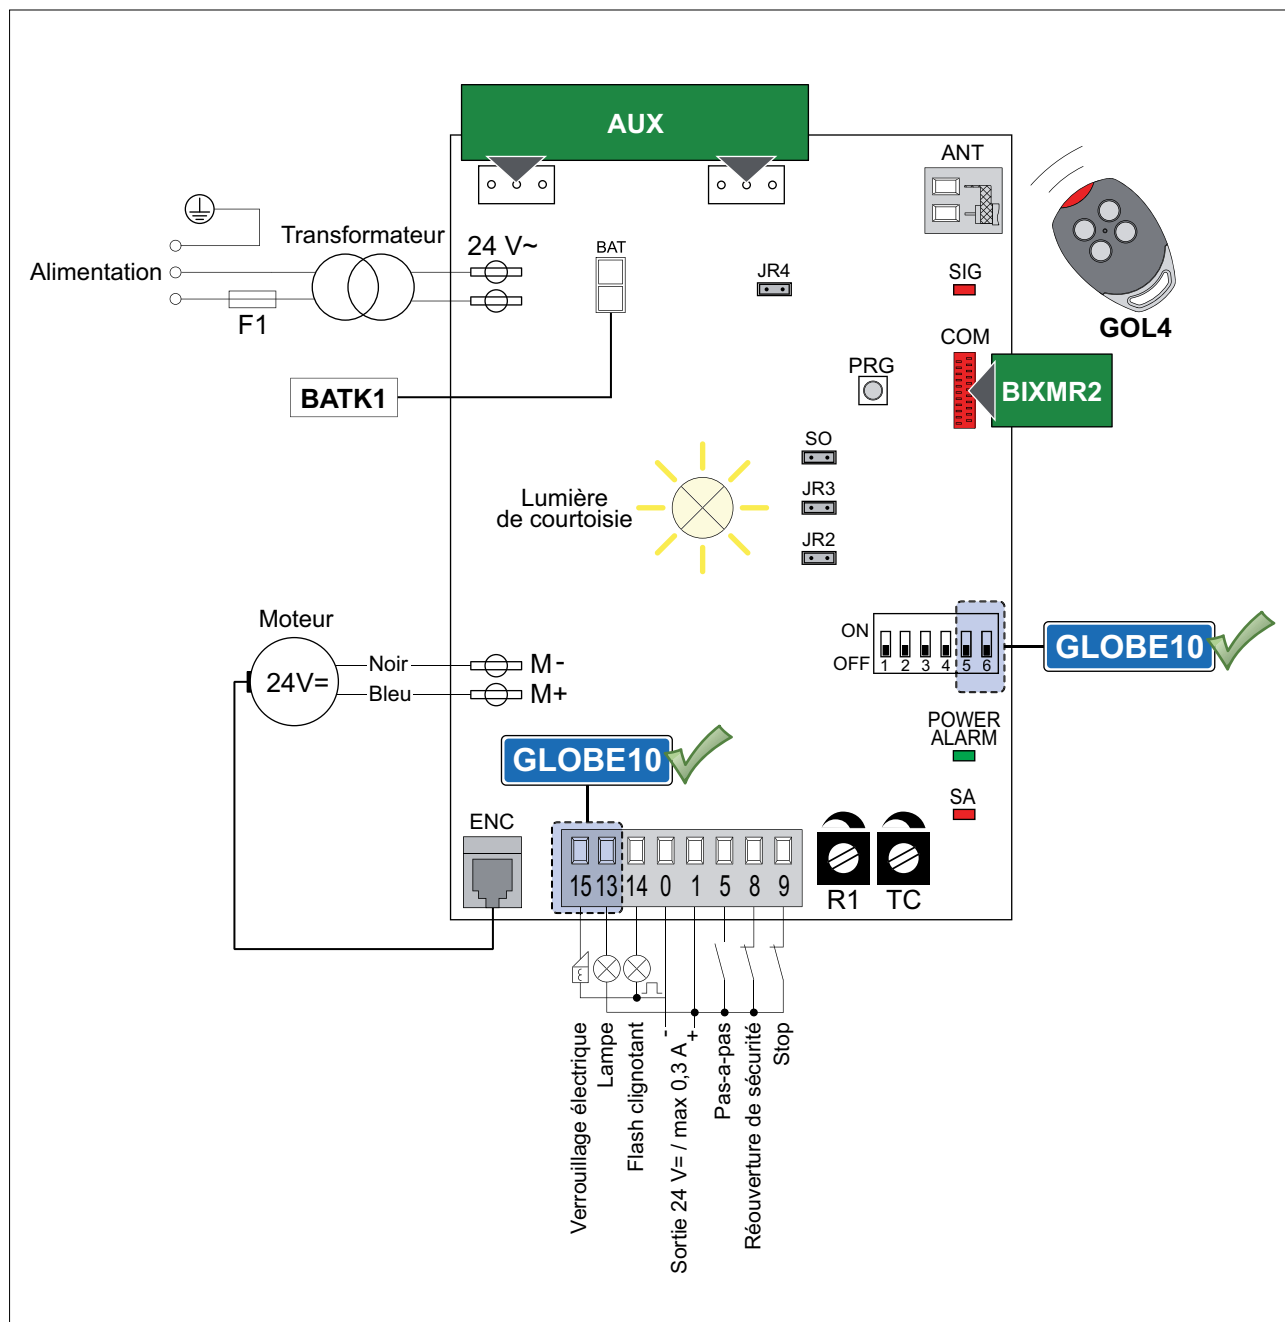 AUX
ANT
Transformateur
24 V~
BAT
JR4
SIG
Alimentation
F1
GOL4
COM
PRG
BIXMR2
BATK1
SO
Lumière
de courtoisie
JR3
JR2
Moteur
24V=
Noir
Bleu
M-
M+
ON
OFF
1 2 3 4 5 6
GLOBE10
POWER
ALARM
GLOBE10
SA
ENC
15 13 14 0 1 5 8 9
R1
TC
Verrouillage électrique
Lampe
Flash clignotant
- Sortie 24 V= / max 0,3 A +
Pas-a-pas
Réouverture de sécurité
Stop